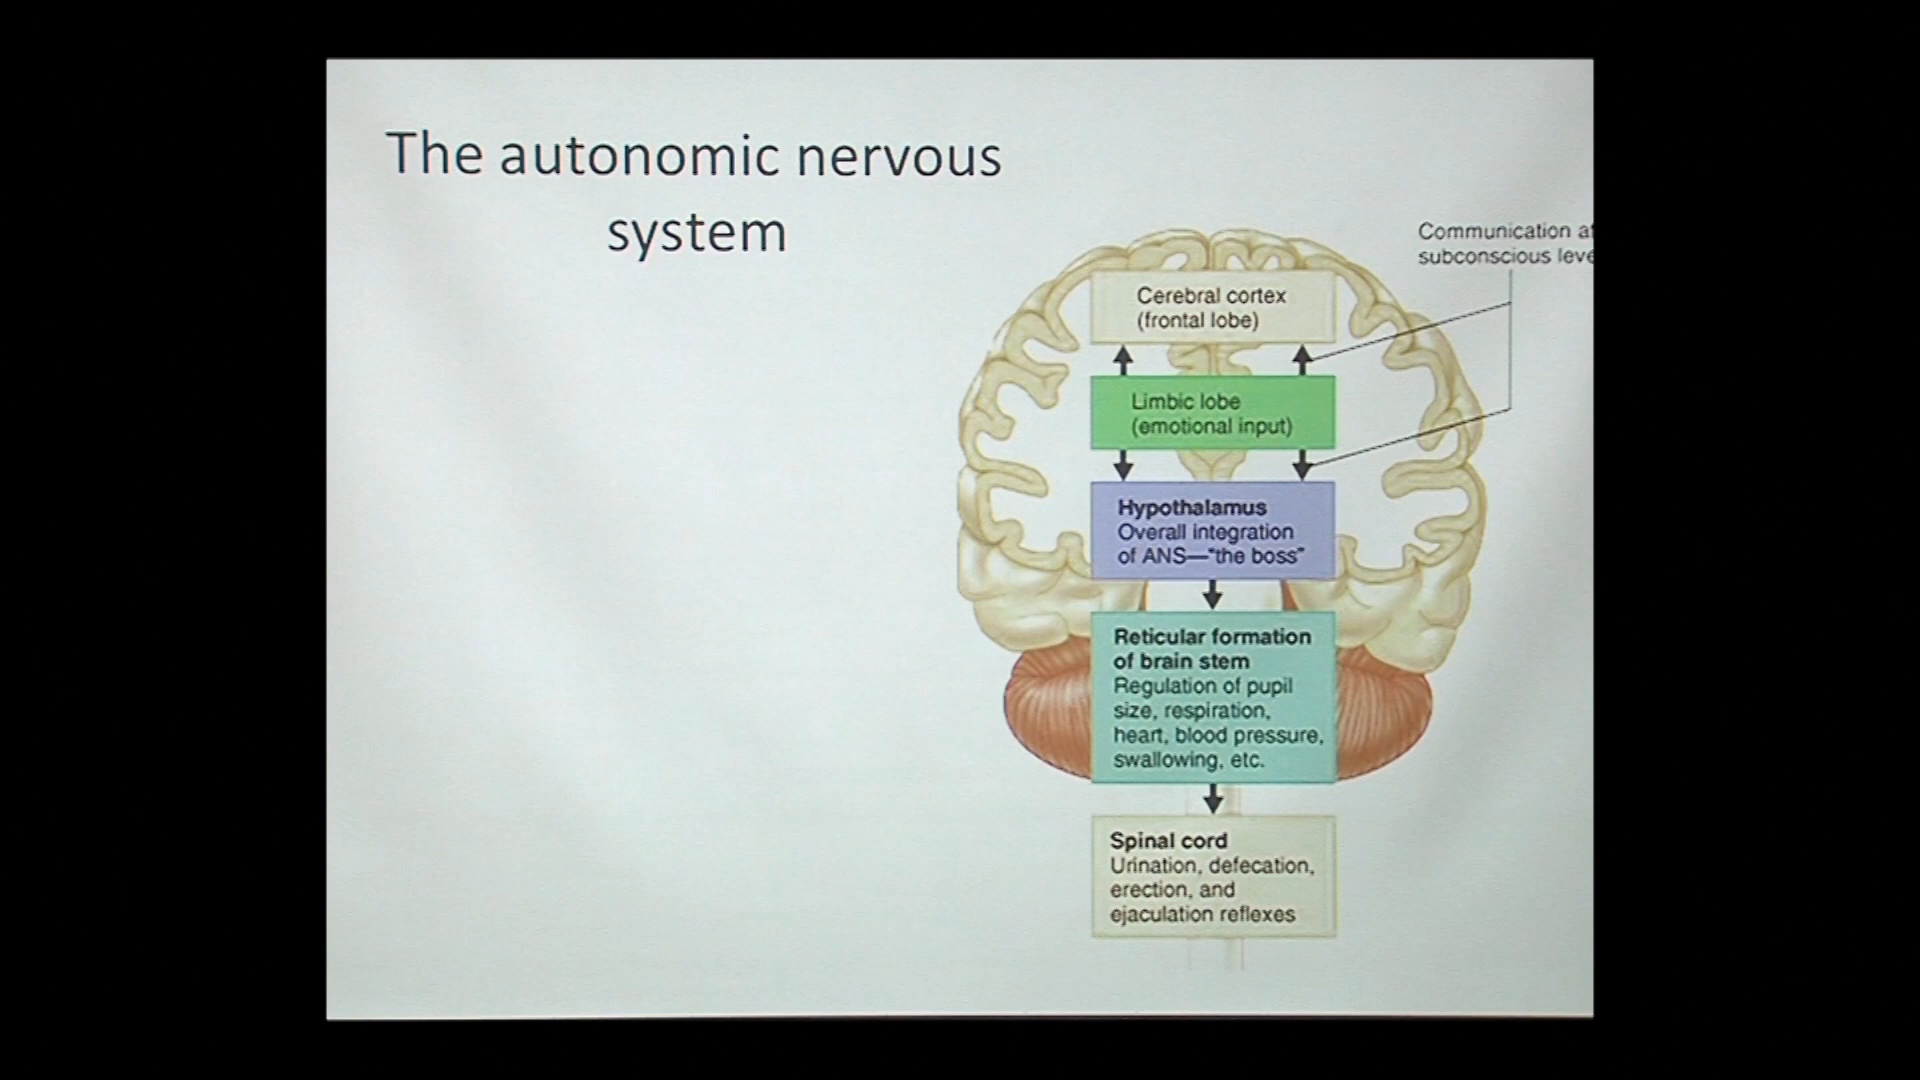 The autonomic nervous
system
Communication at
subconscious leve
Cerebral cortex
(frontal lobe)
Limbic lobe
(emotional input)
Hypothalamus
Overall integration
of ANS—"the boss"
Reticular formation
of brain stem
Regulation of pupil
size, respiration,
heart, blood pressure,
swallowing, etc.
Spinal cord
Urination, defecation,
erection, and
ejaculation reflexes